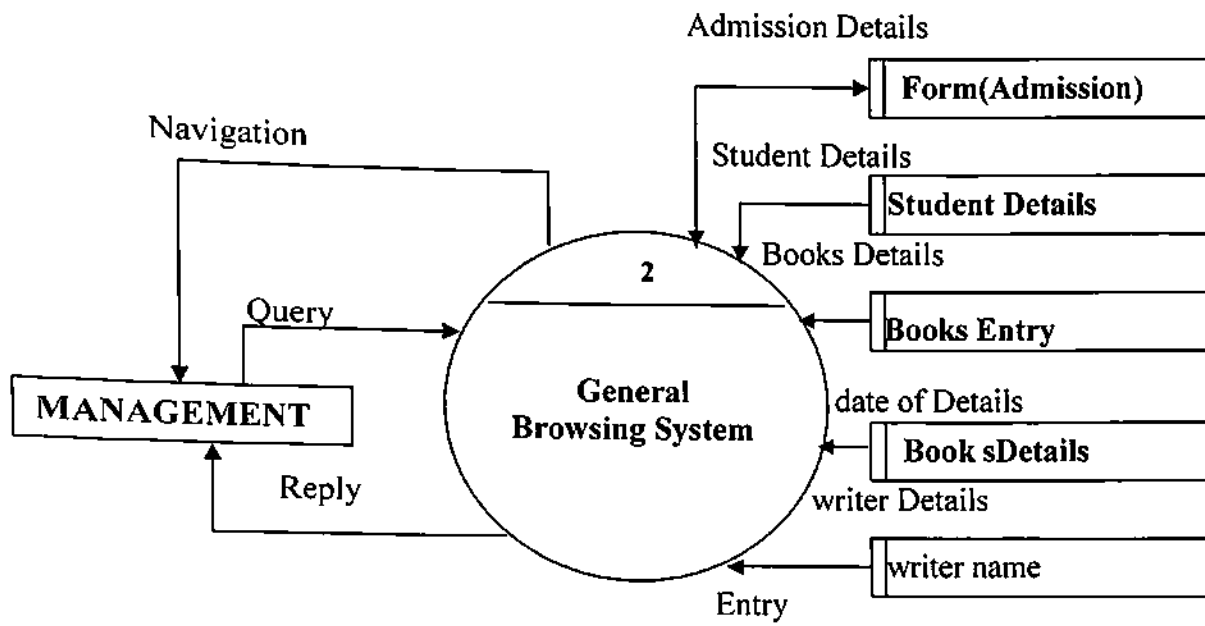 Admission Details
Form(Admission)
Navigation
Student Details
Student Details
Books Details
2
Query
Books Entry
General
Browsing System
MANAGEMENT
date of Details
Book sDetails
Reply
writer Details
writer name
Entry